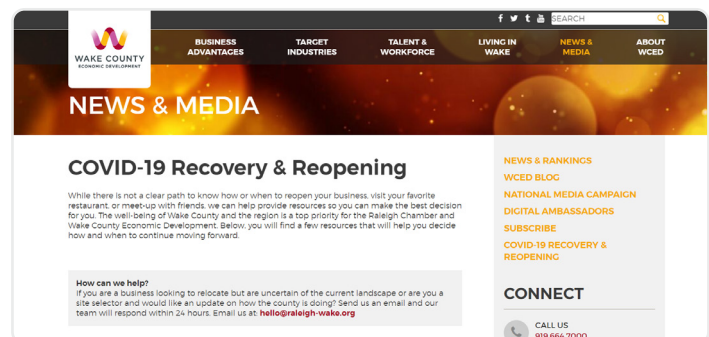 SEARCH
WAKE COUNTY
ECONOMIC DEVELOPMENT
BUSINESS
ADVANTAGES
TARGET
INDUSTRIES
TALENT &
WORKFORCE
LIVING IN
WAKE
NEWS &
MEDIA
ABOUT
WCED
NEWS & MEDIA
COVID-19 Recovery & Reopening
While there is not a clear path to know how or when to reopen your business, visit your favorite
restaurant, or meet-up with friends, we can help provide resources so you can make the best decision
for you. The well-being of Wake County and the region is a top priority for the Raleigh Chamber and
Wake County Economic Development. Below, you will find a few resources that will help you decide
how and when to continue moving forward.
How can we help?
If you are a business looking to relocate but are uncertain of the current landscape or are you a
site selector and would like an update on how the county is doing? Send us an email and our
team will respond within 24 hours. Email us at: hello@raleigh-wake.org
NEWS & RANKINGS
WCED BLOG
NATIONAL MEDIA CAMPAIGN
DIGITAL AMBASSADORS
SUBSCRIBE
COVID-19 RECOVERY &
REOPENING
CONNECT
CALL US
919.664.7000